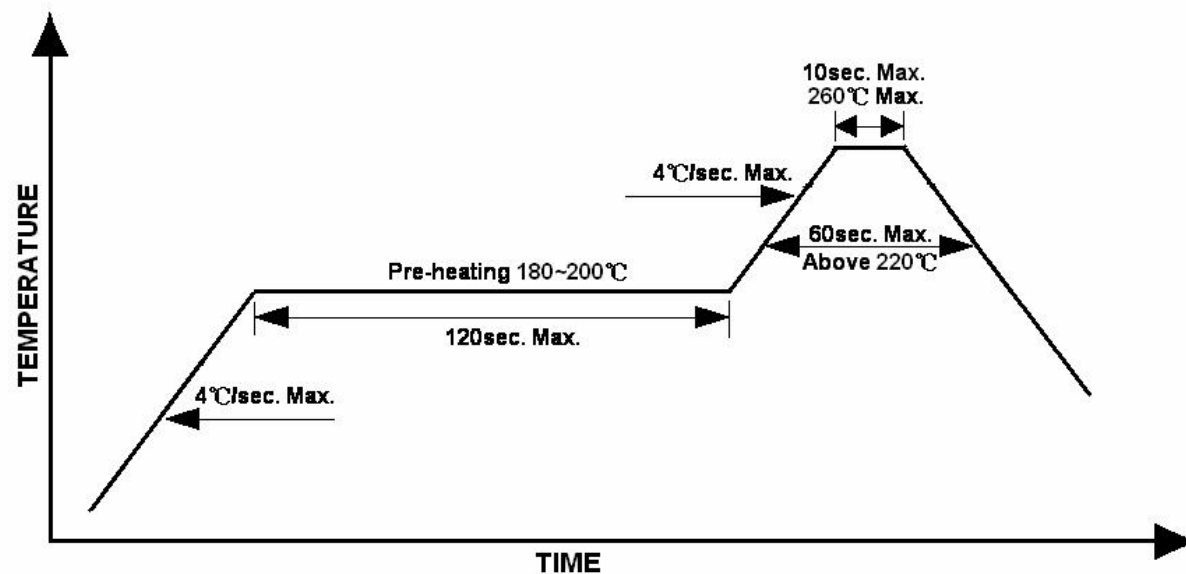 10sec. Max.
260℃ Max.
4℃/sec. Max.
60sec. Max.
Above 220℃
Pre-heating 180~200℃
120sec. Max.
4℃/sec. Max.
TEMPERATURE
TIME